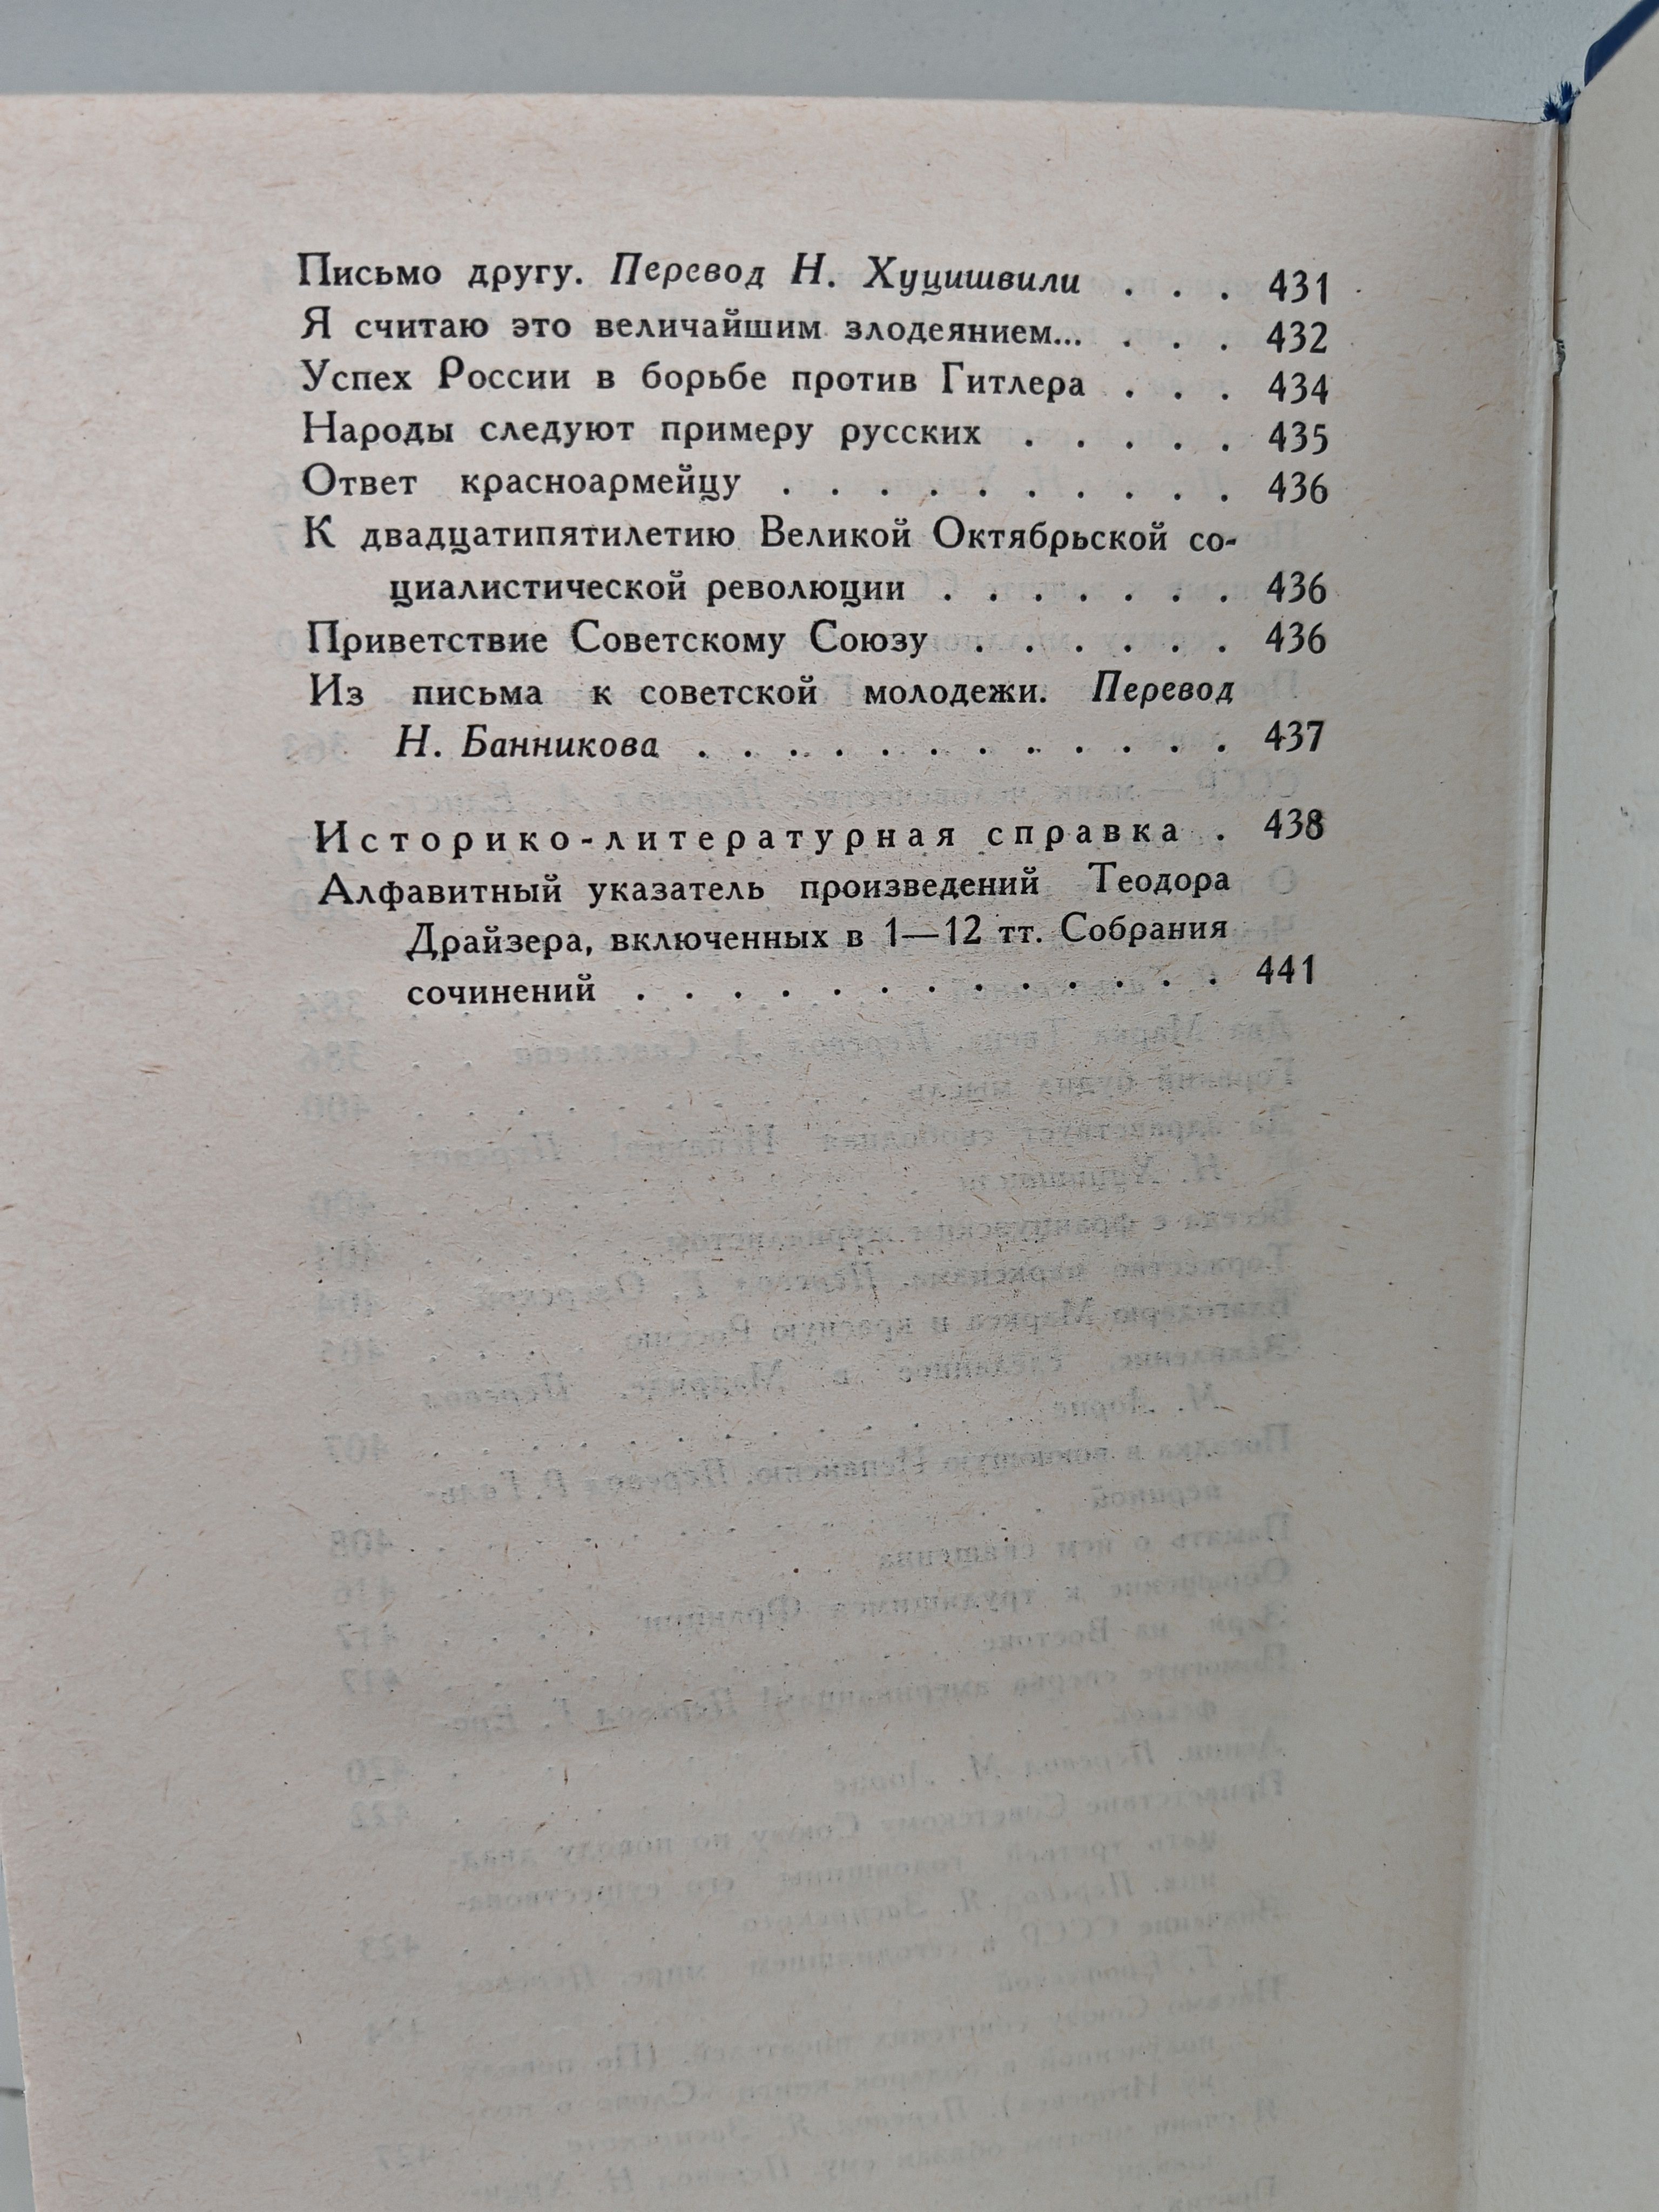 Письмо другу. Перевод Н. Хуцишвили . . . 431
Я считаю это величайшим злодеянием... . . . 432
Успех России в борьбе против Гитлера . . . 434
Народы следуют примеру русских . . . . . 435
Ответ красноармейцу . . . . . . . . . . 436
К двадцатипятилетию Великой Октябрьской со-
циалистической революции . . . . . . . 436
Приветствие Советскому Союзу . . . . . . 436
Из письма к советской молодежи. Перевод
Н. Банникова . . . . . . . . . . . . 437
Историко-литературная справка . 438
Алфавитный указатель произведений Теодора
Драйзера, включенных в 1—12 тт. Собрания
сочинений . . . . . . . . . . . . . 441